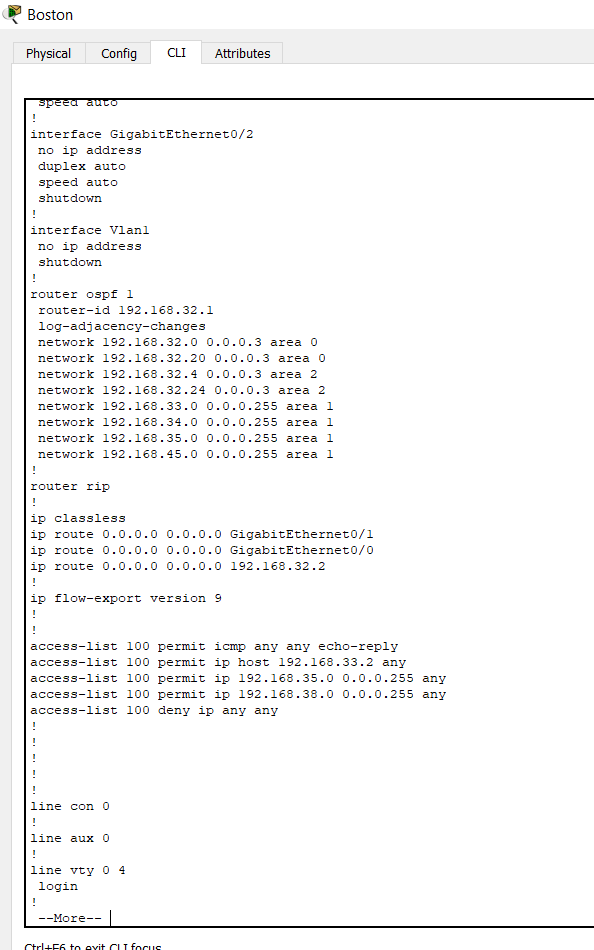 Boston
Physical Config CLI Attributes
speed auto
!
interface GigabitEthernet0/2
no ip address
duplex auto
speed auto
shutdown
!
interface Vlan1
no ip address
shutdown
!
router ospf 1
router-id 192.168.32.1
log-adjacency-changes
network 192.168.32.0 0.0.0.3 area 0
network 192.168.32.20 0.0.0.3 area 0
network 192.168.32.4 0.0.0.3 area 2
network 192.168.32.24 0.0.0.3 area 2
network 192.168.33.0 0.0.0.255 area 1
network 192.168.34.0 0.0.0.255 area 1
network 192.168.35.0 0.0.0.255 area 1
network 192.168.45.0 0.0.0.255 area 1
!
router rip
!
ip classless
ip route 0.0.0.0 0.0.0.0 GigabitEthernet0/1
ip route 0.0.0.0 0.0.0.0 GigabitEthernet0/0
ip route 0.0.0.0 0.0.0.0 192.168.32.2
!
ip flow-export version 9
!
!
access-list 100 permit icmp any any echo-reply
access-list 100 permit ip host 192.168.33.2 any
access-list 100 permit ip 192.168.35.0 0.0.0.255 any
access-list 100 permit ip 192.168.38.0 0.0.0.255 any
access-list 100 deny ip any any
!
!
!
!
!
line con 0
!
line aux 0
!
line vty 0 4
login
!
--More--
Ctrl+F6 to exit CLI focus